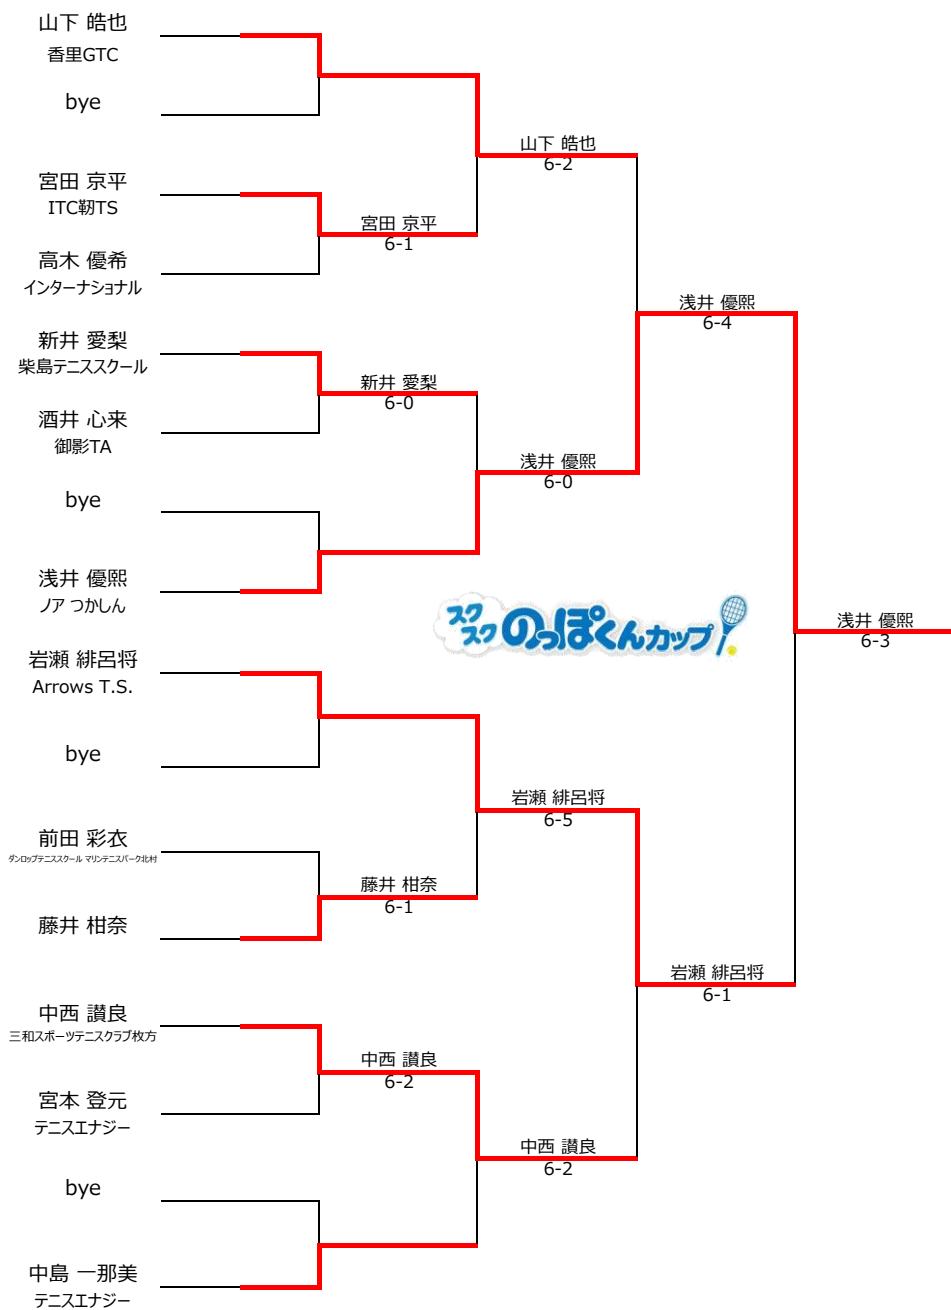 山下 皓也
香里GTC
bye
宮田 京平
ITC靭TS
高木 優希
インターナショナル
新井 愛梨
柴島テニススクール
酒井 心来
御影TA
bye
浅井 優熙
ノア つかしん
岩瀬 緋呂将
Arrows T.S.
bye
前田 彩衣
ダンロップテニススクール マリンテニスパーク北村
藤井 柑奈
中西 讃良
三和スポーツテニスクラブ枚方
宮本 登元
テニスエナジー
bye
中島 一那美
テニスエナジー
宮田 京平
6-1
新井 愛梨
6-0
藤井 柑奈
6-1
中西 讃良
6-2
山下 皓也
6-2
浅井 優熙
6-0
岩瀬 緋呂将
6-5
中西 讃良
6-2
浅井 優熙
6-4
岩瀬 緋呂将
6-1
浅井 優熙
6-3
スクスクのっぽくんカップ